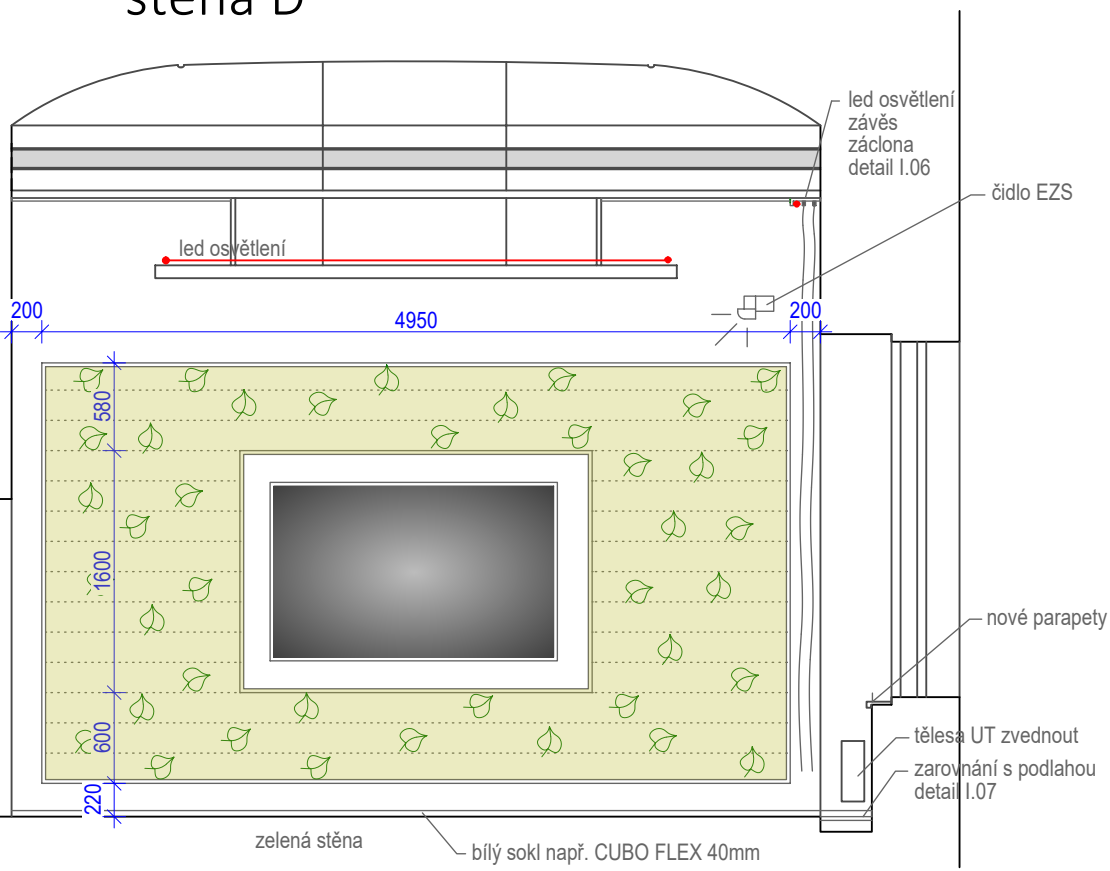 stěna D
led osvětlení
závěs
záclona
detail I.06
čidlo EZS
led osvětlení
200
4950
200
580
1600
600
220
nové parapety
tělesa UT zvednout
zarovnání s podlahou
detail I.07
zelená stěna
bílý sokl např. CUBO FLEX 40mm